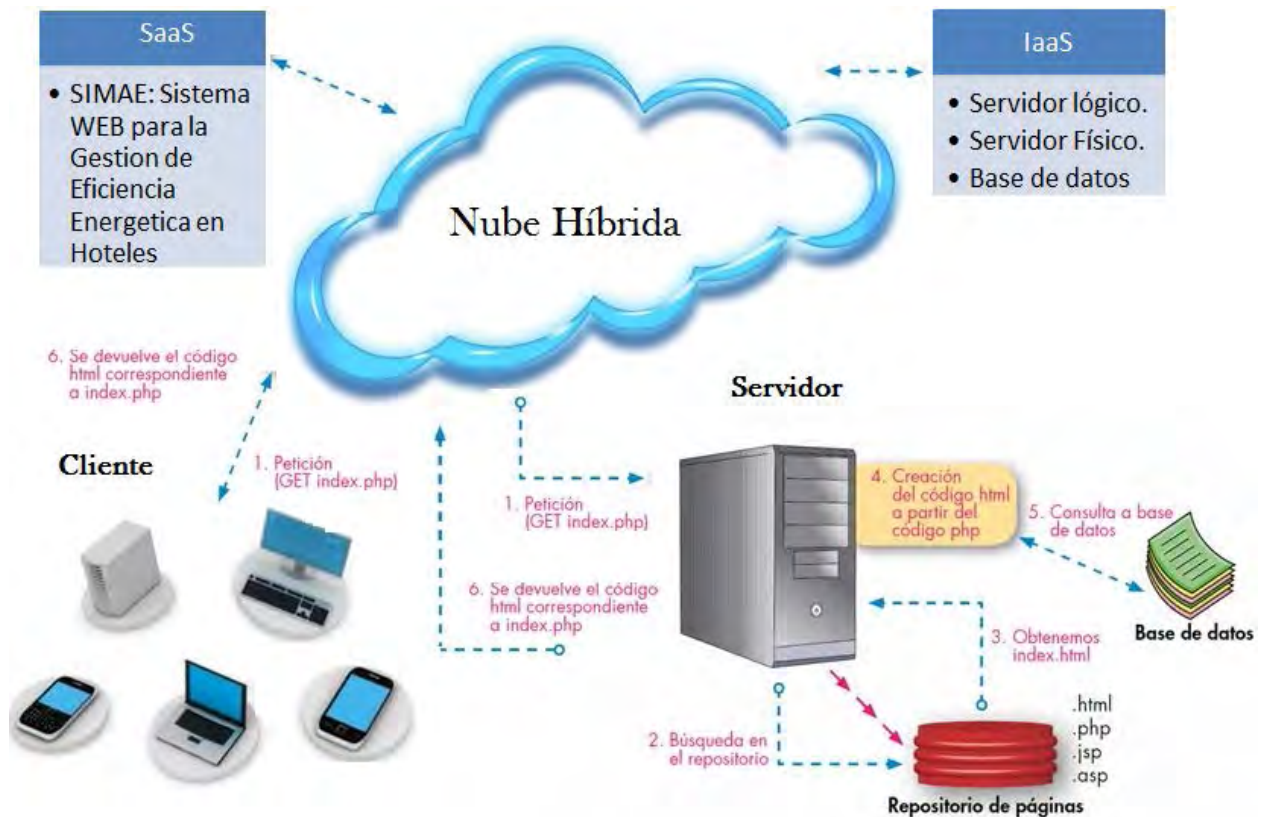 SaaS
• SIMAE: Sistema
WEB para la
Gestion de
Eficiencia
Energetica en
Hoteles
IaaS
• Servidor lógico.
• Servidor Físico.
• Base de datos
Nube Híbrida
6. Se devuelve el código
html correspondiente
a index.php
Servidor
Cliente
1. Petición
(GET index.php)
1. Petición
(GET index.php)
4. Creación
del código html
a partir del
código php
5. Consulta a base
de datos
6. Se devuelve el código
html correspondiente
a index.php
Base de datos
3. Obtenemos
index.html
2. Búsqueda en
el repositorio
.html
.php
.jsp
.asp
Repositorio de páginas